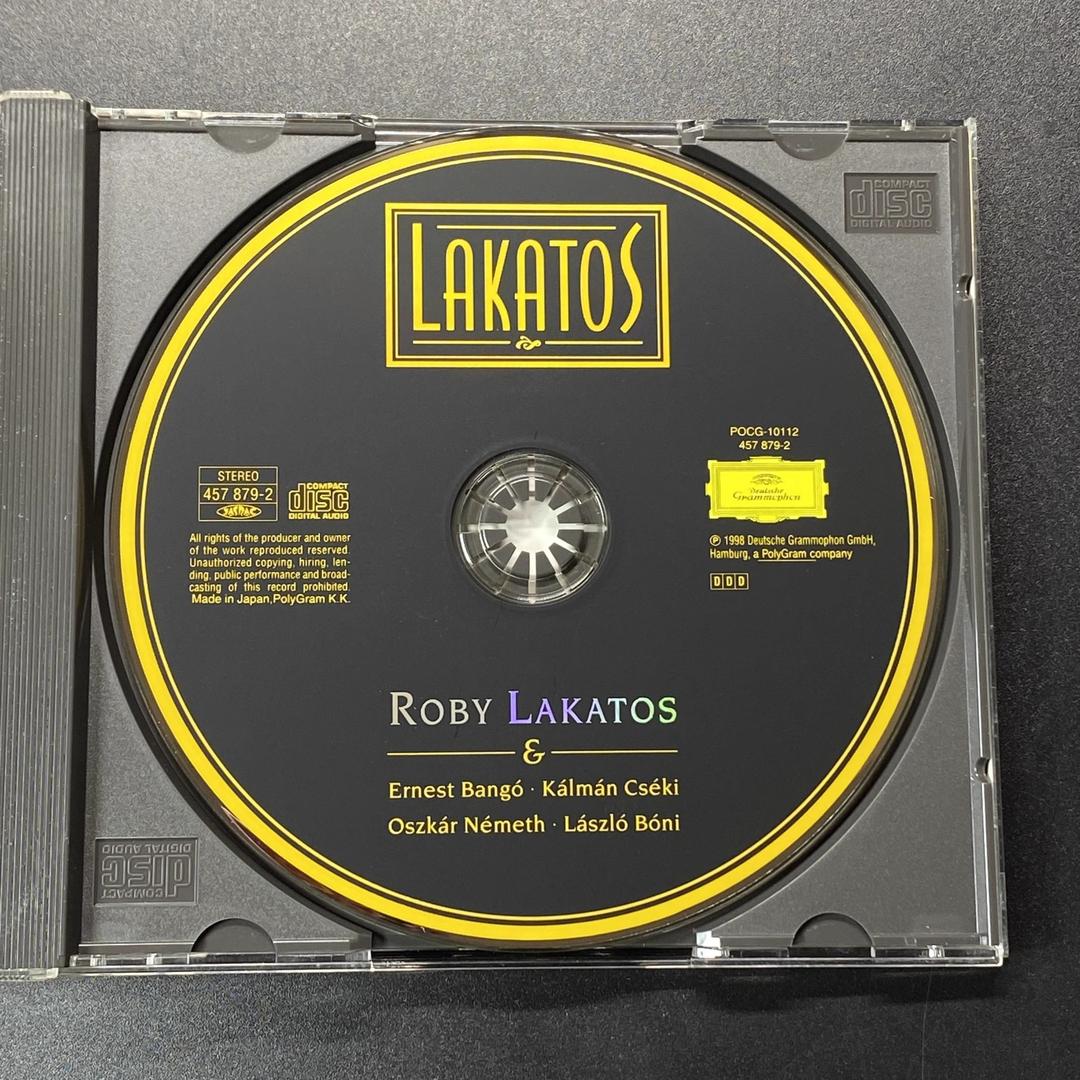 LAKATOS
COMPACT
disc
DIGITAL AUDIO
POCG-10112
457 879-2
Deutsche
Grammophon
STEREO
457 879-2
JASRAC
COMPACT
disc
DIGITAL AUDIO
All rights of the producer and owner
of the work reproduced reserved.
Unauthorized copying, hiring, len-
ding, public performance and broad-
casting of this record prohibited.
Made in Japan,PolyGram K.K.
℗ 1998 Deutsche Grammophon GmbH,
Hamburg, a PolyGram company
DDD
ROBY LAKATOS
&
Ernest Bangó · Kálmán Cséki
Oszkár Németh · László Bóni
COMPACT
disc
DIGITAL AUDIO